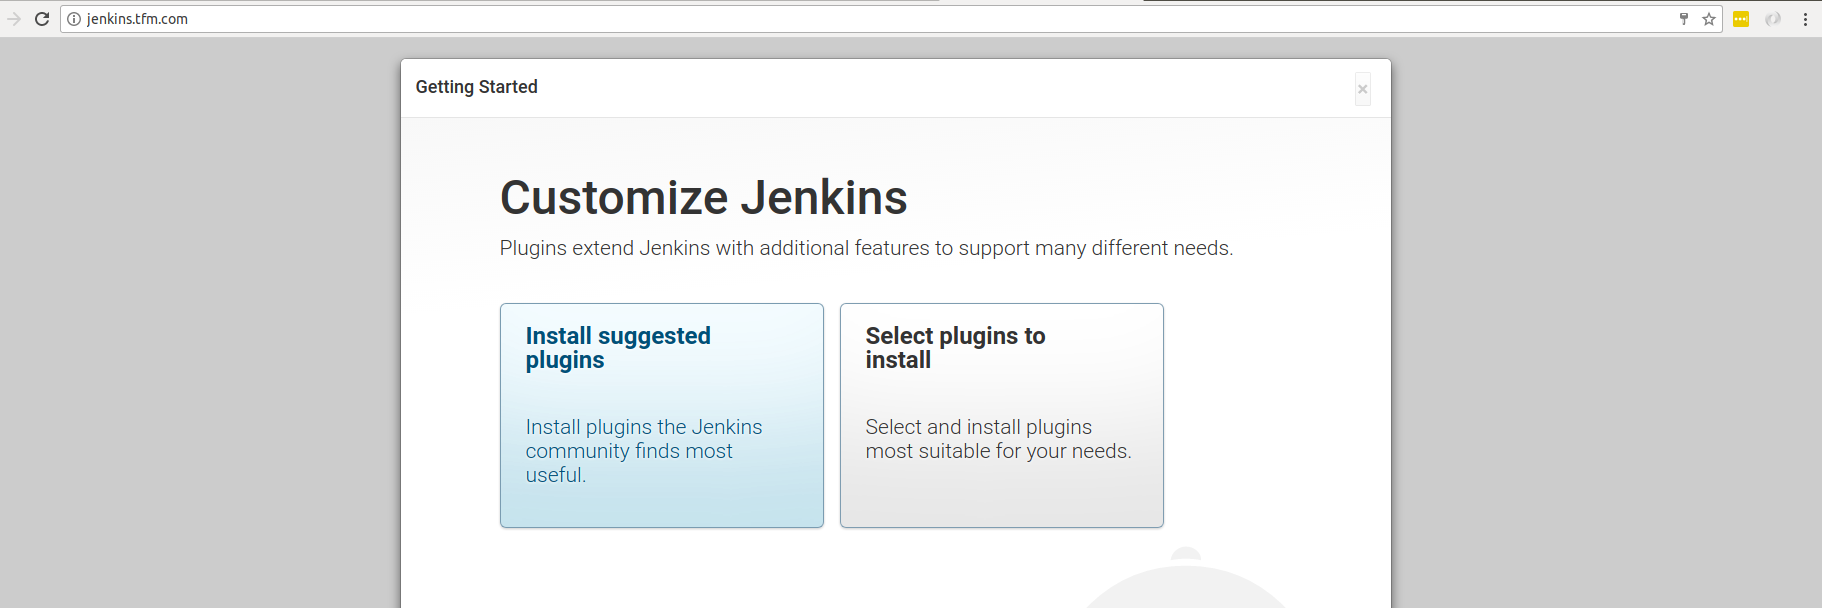 jenkins.tfm.com
Getting Started
×
Customize Jenkins
Plugins extend Jenkins with additional features to support many different needs.
Install suggested
plugins
Install plugins the Jenkins
community finds most
useful.
Select plugins to
install
Select and install plugins
most suitable for your needs.